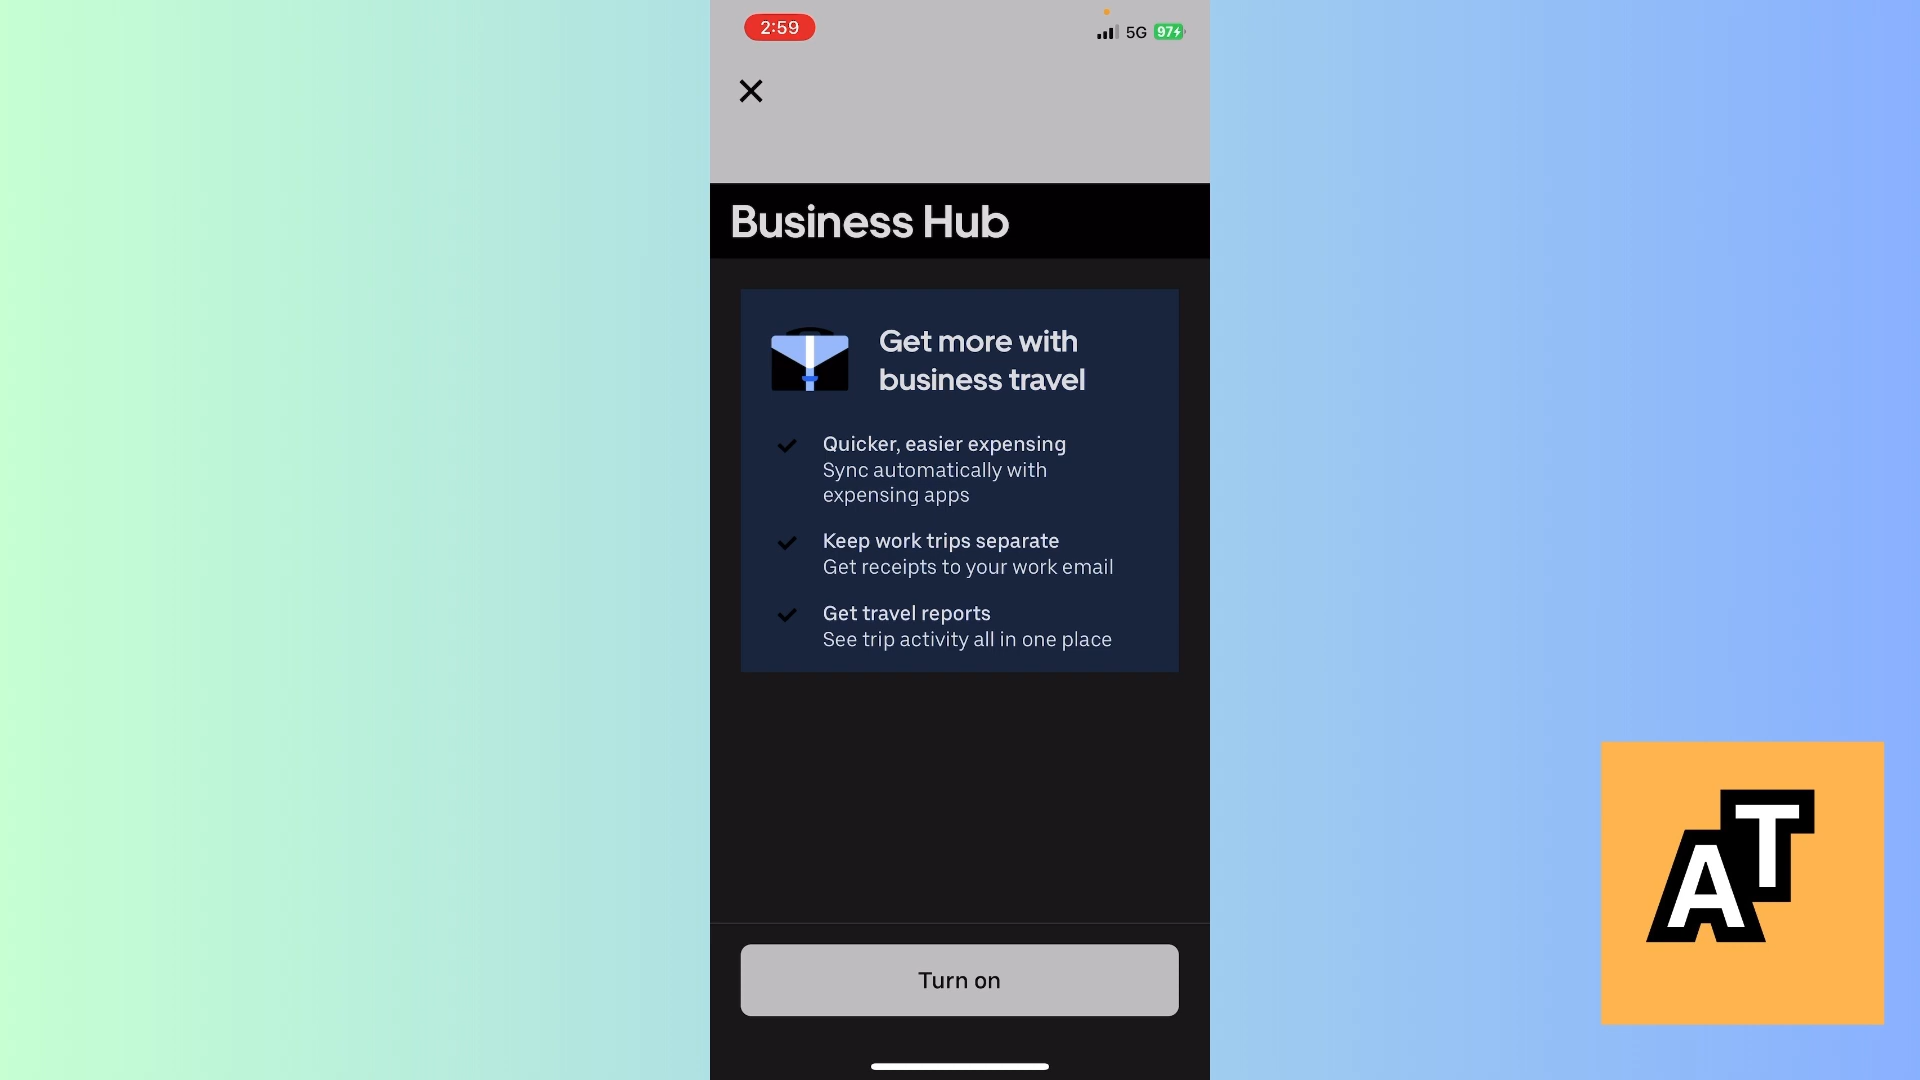 2:59
5G 97
Business Hub
Get more with
business travel
Quicker, easier expensing
Sync automatically with
expensing apps
Keep work trips separate
Get receipts to your work email
Get travel reports
See trip activity all in one place
Turn on
AT